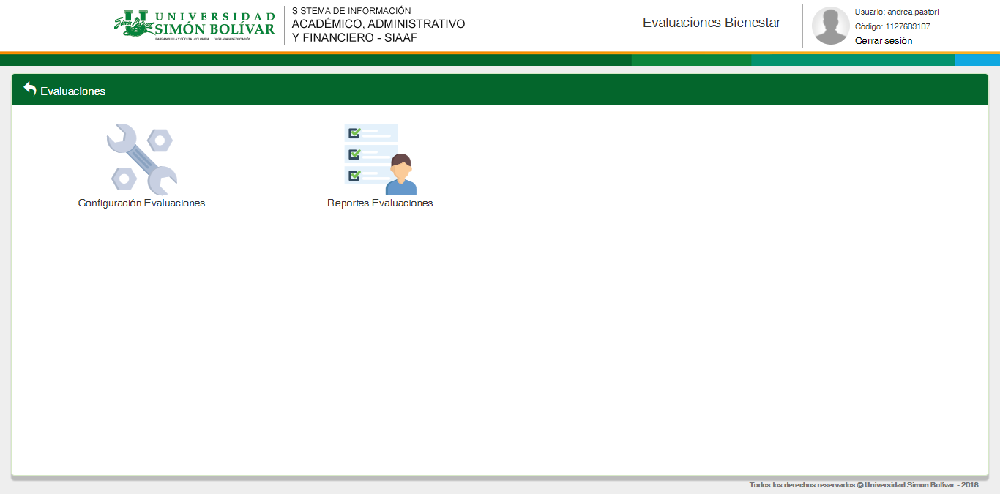 UNIVERSIDAD
SIMÓN BOLÍVAR
BARRANQUILLA Y CÚCUTA - COLOMBIA | VIGILADA MINEDUCACIÓN
SISTEMA DE INFORMACIÓN
ACADÉMICO, ADMINISTRATIVO
Y FINANCIERO - SIAAF
Evaluaciones Bienestar
Usuario: andrea.pastori
Código: 1127603107
Cerrar sesión
Evaluaciones
Configuración Evaluaciones
Reportes Evaluaciones
Todos los derechos reservados © Universidad Simon Bolívar - 2018